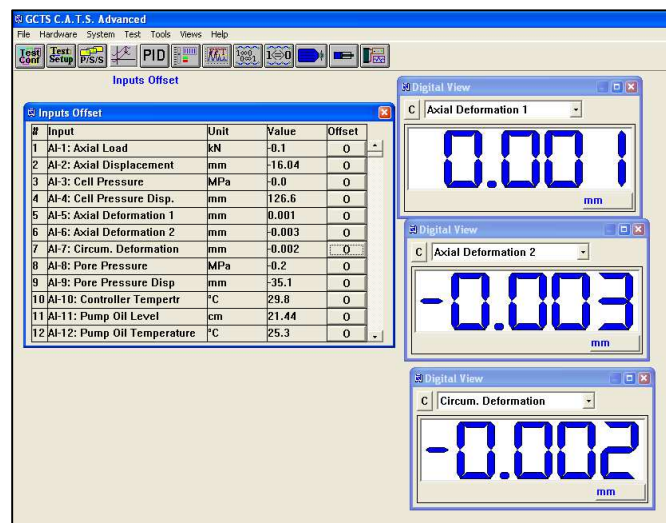 GCTS C.A.T.S. Advanced
File Hardware System Test Tools Views Help
Test Conf Test Setup P/S/S PID 1=0
Inputs Offset
Inputs Offset
# Input Unit Value Offset
1 AI-1: Axial Load kN -0.1 0
2 AI-2: Axial Displacement mm -16.04 0
3 AI-3: Cell Pressure MPa -0.0 0
4 AI-4: Cell Pressure Disp. mm 126.6 0
5 AI-5: Axial Deformation 1 mm 0.001 0
6 AI-6: Axial Deformation 2 mm -0.003 0
7 AI-7: Circum. Deformation mm -0.002 0
8 AI-8: Pore Pressure MPa -0.2 0
9 AI-9: Pore Pressure Disp mm -35.1 0
10 AI-10: Controller Tempertr °C 29.8 0
11 AI-11: Pump Oil Level cm 21.44 0
12 AI-12: Pump Oil Temperature °C 25.3 0
Digital View
C Axial Deformation 1
0.001
mm
Digital View
C Axial Deformation 2
-0.003
mm
Digital View
C Circum. Deformation
-0.002
mm